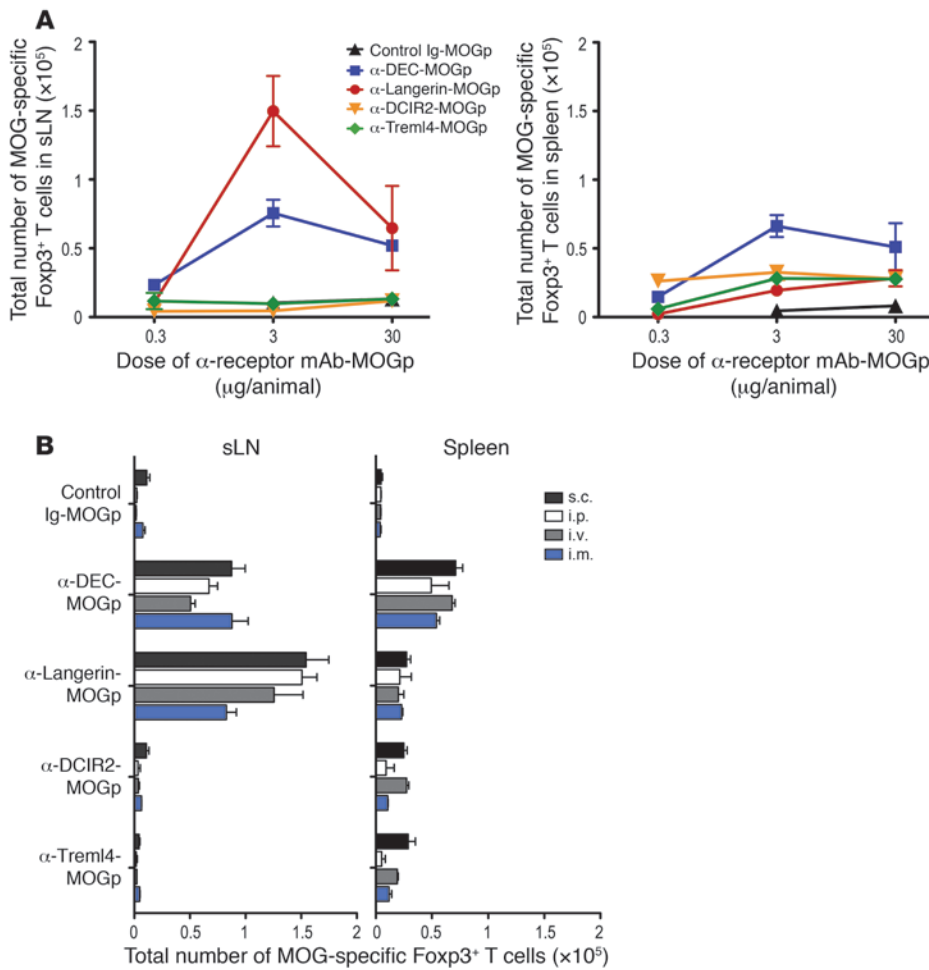 A
Total number of MOG-specific
Foxp3⁺ T cells in sLN (×10⁵)
2
1.5
1
0.5
0
0.3
3
30
Dose of α-receptor mAb-MOGp
(μg/animal)
Control Ig-MOGp
α-DEC-MOGp
α-Langerin-MOGp
α-DCIR2-MOGp
α-Treml4-MOGp
Total number of MOG-specific
Foxp3⁺ T cells in spleen (×10⁵)
2
1.5
1
0.5
0
0.3
3
30
Dose of α-receptor mAb-MOGp
(μg/animal)
B
sLN
Spleen
Control
Ig-MOGp
α-DEC-
MOGp
α-Langerin-
MOGp
α-DCIR2-
MOGp
α-Treml4-
MOGp
s.c.
i.p.
i.v.
i.m.
0 0.5 1 1.5 2
0 0.5 1 1.5 2
Total number of MOG-specific Foxp3⁺ T cells (×10⁵)